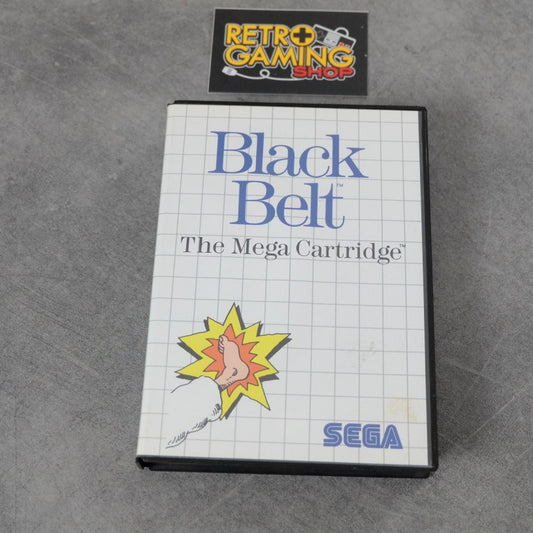 RETRO
GAMING
SHOP
Black
Belt™
The Mega Cartridge™
SEGA